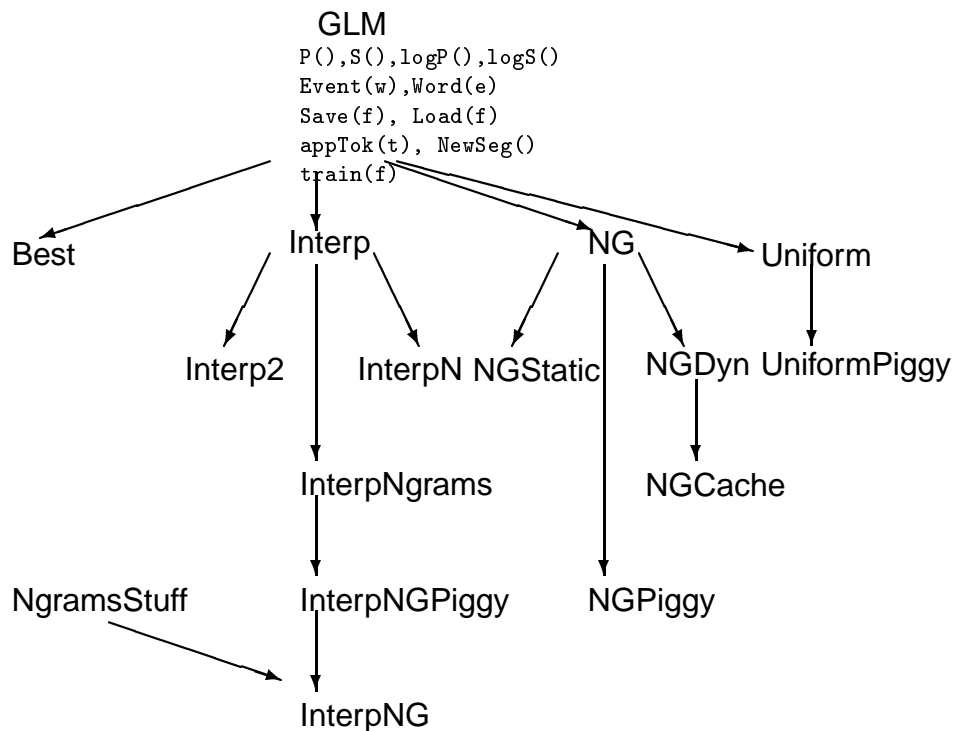 GLM
P(),S(),logP(),logS()
Event(w),Word(e)
Save(f), Load(f)
appTok(t), NewSeg()
train(f)
Best
Interp
NG
Uniform
Interp2
InterpN
NGStatic
NGDyn
UniformPiggy
InterpNgrams
NGCache
NgramsStuff
InterpNGPiggy
NGPiggy
InterpNG